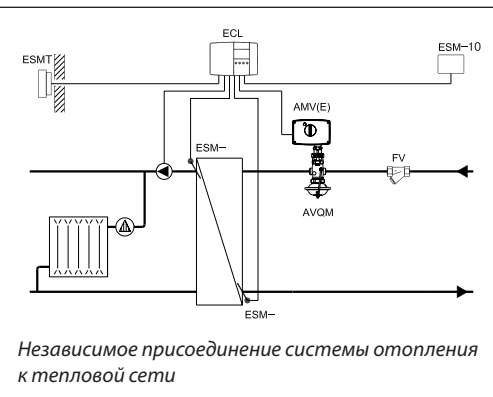 ECL
ESMT
ESM–10
AMV(E)
ESM–
FV
AVQM
ESM–
Независимое присоединение системы отопления
к тепловой сети